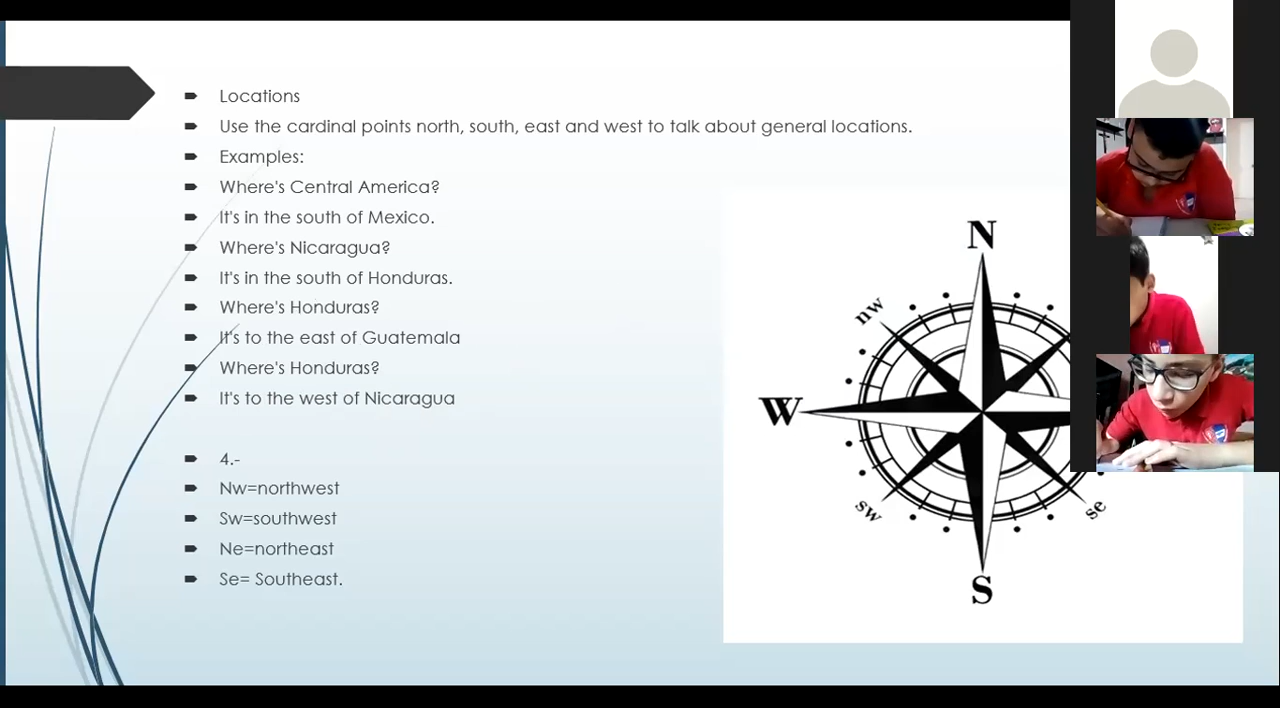 Locations
Use the cardinal points north, south, east and west to talk about general locations.
Examples:
Where's Central America?
It's in the south of Mexico.
Where's Nicaragua?
It's in the south of Honduras.
Where's Honduras?
It's to the east of Guatemala
Where's Honduras?
It's to the west of Nicaragua
4.-
Nw=northwest
Sw=southwest
Ne=northeast
Se= Southeast.
N
nw
W
sw
se
S